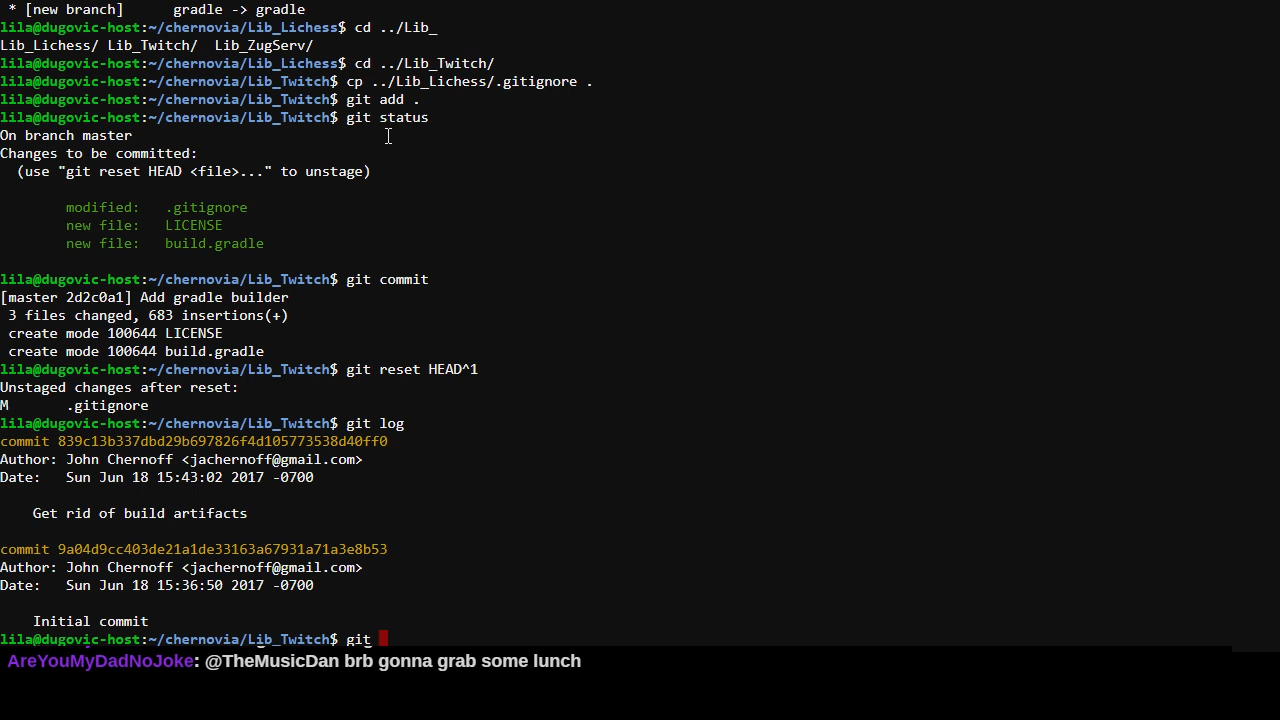 * [new branch]      gradle -> gradle
lila@dugovic-host:~/chernovia/Lib_Lichess$ cd ../Lib_
Lib_Lichess/ Lib_Twitch/  Lib_ZugServ/
lila@dugovic-host:~/chernovia/Lib_Lichess$ cd ../Lib_Twitch/
lila@dugovic-host:~/chernovia/Lib_Twitch$ cp ../Lib_Lichess/.gitignore .
lila@dugovic-host:~/chernovia/Lib_Twitch$ git add .
lila@dugovic-host:~/chernovia/Lib_Twitch$ git status
On branch master
Changes to be committed:
  (use "git reset HEAD <file>..." to unstage)
        modified:   .gitignore
        new file:   LICENSE
        new file:   build.gradle
lila@dugovic-host:~/chernovia/Lib_Twitch$ git commit
[master 2d2c0a1] Add gradle builder
 3 files changed, 683 insertions(+)
 create mode 100644 LICENSE
 create mode 100644 build.gradle
lila@dugovic-host:~/chernovia/Lib_Twitch$ git reset HEAD^1
Unstaged changes after reset:
M       .gitignore
lila@dugovic-host:~/chernovia/Lib_Twitch$ git log
commit 839c13b337dbd29b697826f4d105773538d40ff0
Author: John Chernoff <jachernoff@gmail.com>
Date:   Sun Jun 18 15:43:02 2017 -0700
    Get rid of build artifacts
commit 9a04d9cc403de21a1de33163a67931a71a3e8b53
Author: John Chernoff <jachernoff@gmail.com>
Date:   Sun Jun 18 15:36:50 2017 -0700
    Initial commit
lila@dugovic-host:~/chernovia/Lib_Twitch$ git
AreYouMyDadNoJoke: @TheMusicDan brb gonna grab some lunch